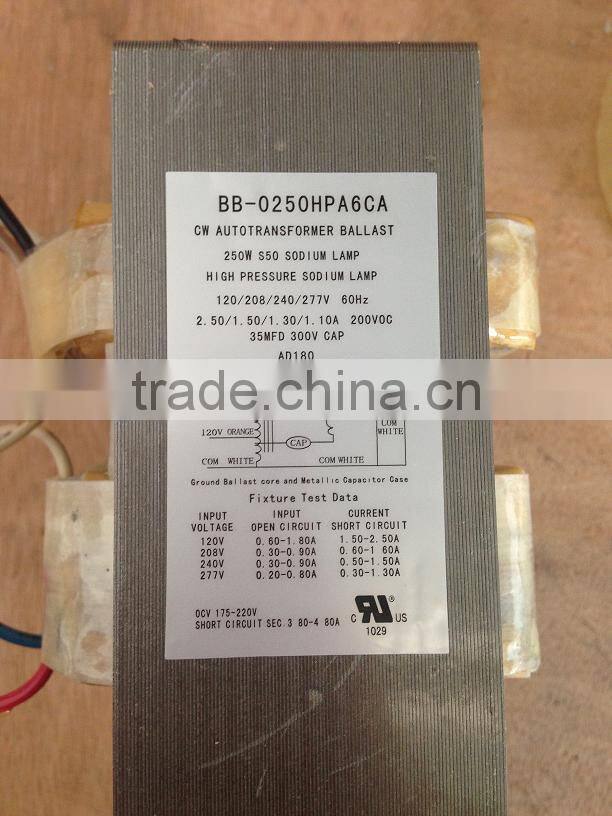 BB-0250HPA6CA
CW AUTOTRANSFORMER BALLAST
250W S50 SODIUM LAMP
HIGH PRESSURE SODIUM LAMP
120/208/240/277V 60Hz
2.50/1.50/1.30/1.10A 200VOC
35MFD 300V CAP
AD180
trade.china.cn
COM
120V ORANGE CAP WHITE
COM WHITE COM WHITE
Ground Ballast core and Metallic Capacitor Case
Fixture Test Data
INPUT INPUT CURRENT
VOLTAGE OPEN CIRCUIT SHORT CIRCUIT
120V 0.60-1.80A 1.50-2.50A
208V 0.30-0.90A 0.60-1 60A
240V 0.30-0.90A 0.50-1.50A
277V 0.20-0.80A 0.30-1.30A
OCV 175-220V
SHORT CIRCUIT SEC.3 80-4 80A
C RU US
1029